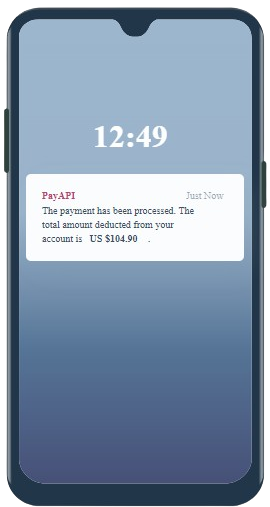 12:49
PayAPI Just Now
The payment has been processed. The
total amount deducted from your
account is US $104.90 .